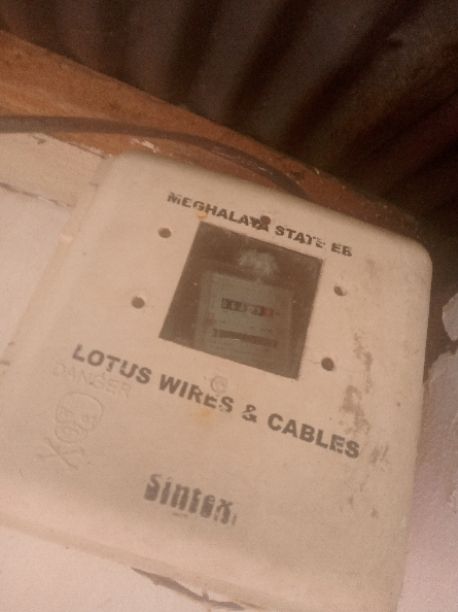 MEGHALAYA STATE EB
LOTUS WIRES & CABLES
DANGER
Sintex